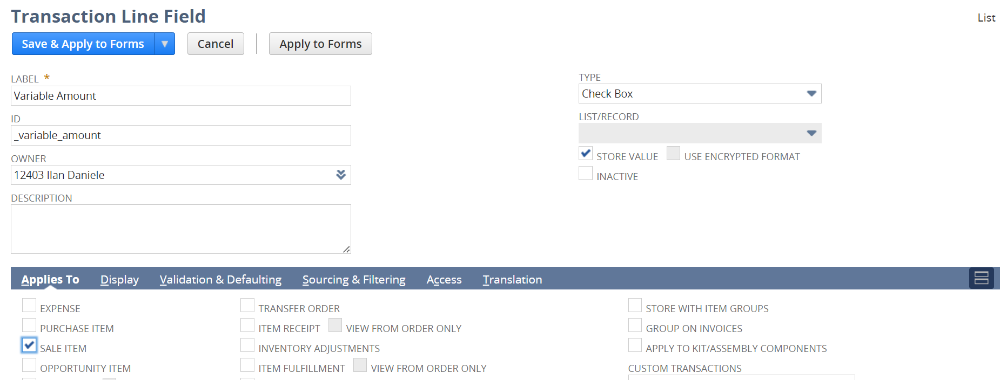 Transaction Line Field
List
Save & Apply to Forms
Cancel
Apply to Forms
LABEL *
Variable Amount
ID
_variable_amount
OWNER
12403 Ilan Daniele
DESCRIPTION
TYPE
Check Box
LIST/RECORD
STORE VALUE USE ENCRYPTED FORMAT
INACTIVE
Applies To Display Validation & Defaulting Sourcing & Filtering Access Translation
EXPENSE
PURCHASE ITEM
SALE ITEM
OPPORTUNITY ITEM
TRANSFER ORDER
ITEM RECEIPT VIEW FROM ORDER ONLY
INVENTORY ADJUSTMENTS
ITEM FULFILLMENT VIEW FROM ORDER ONLY
STORE WITH ITEM GROUPS
GROUP ON INVOICES
APPLY TO KIT/ASSEMBLY COMPONENTS
CUSTOM TRANSACTIONS